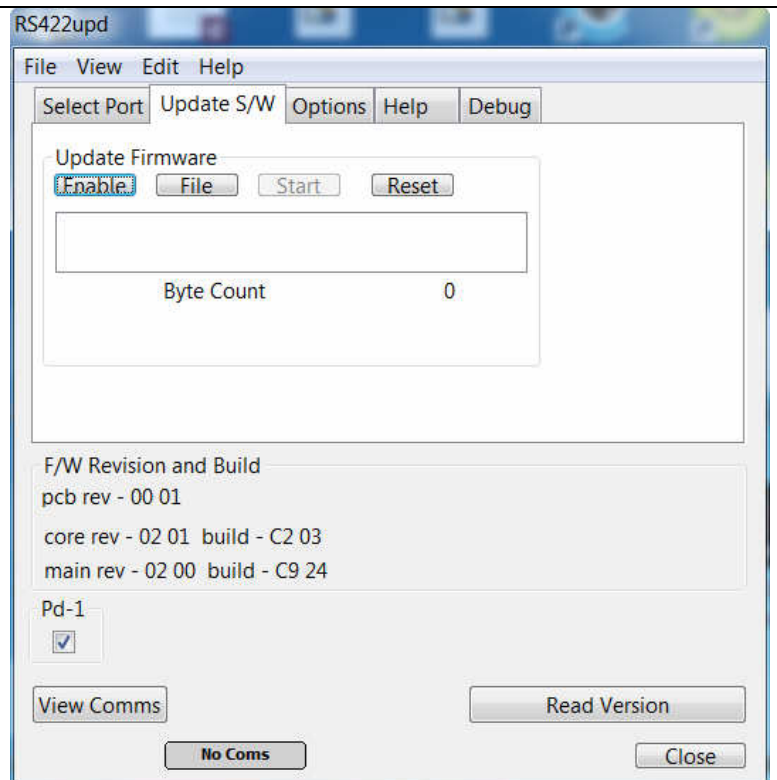 RS422upd
File View Edit Help
Select Port Update S/W Options Help Debug
Update Firmware
Enable File Start Reset
Byte Count 0
F/W Revision and Build
pcb rev - 00 01
core rev - 02 01 build - C2 03
main rev - 02 00 build - C9 24
Pd-1
View Comms Read Version
No Coms Close